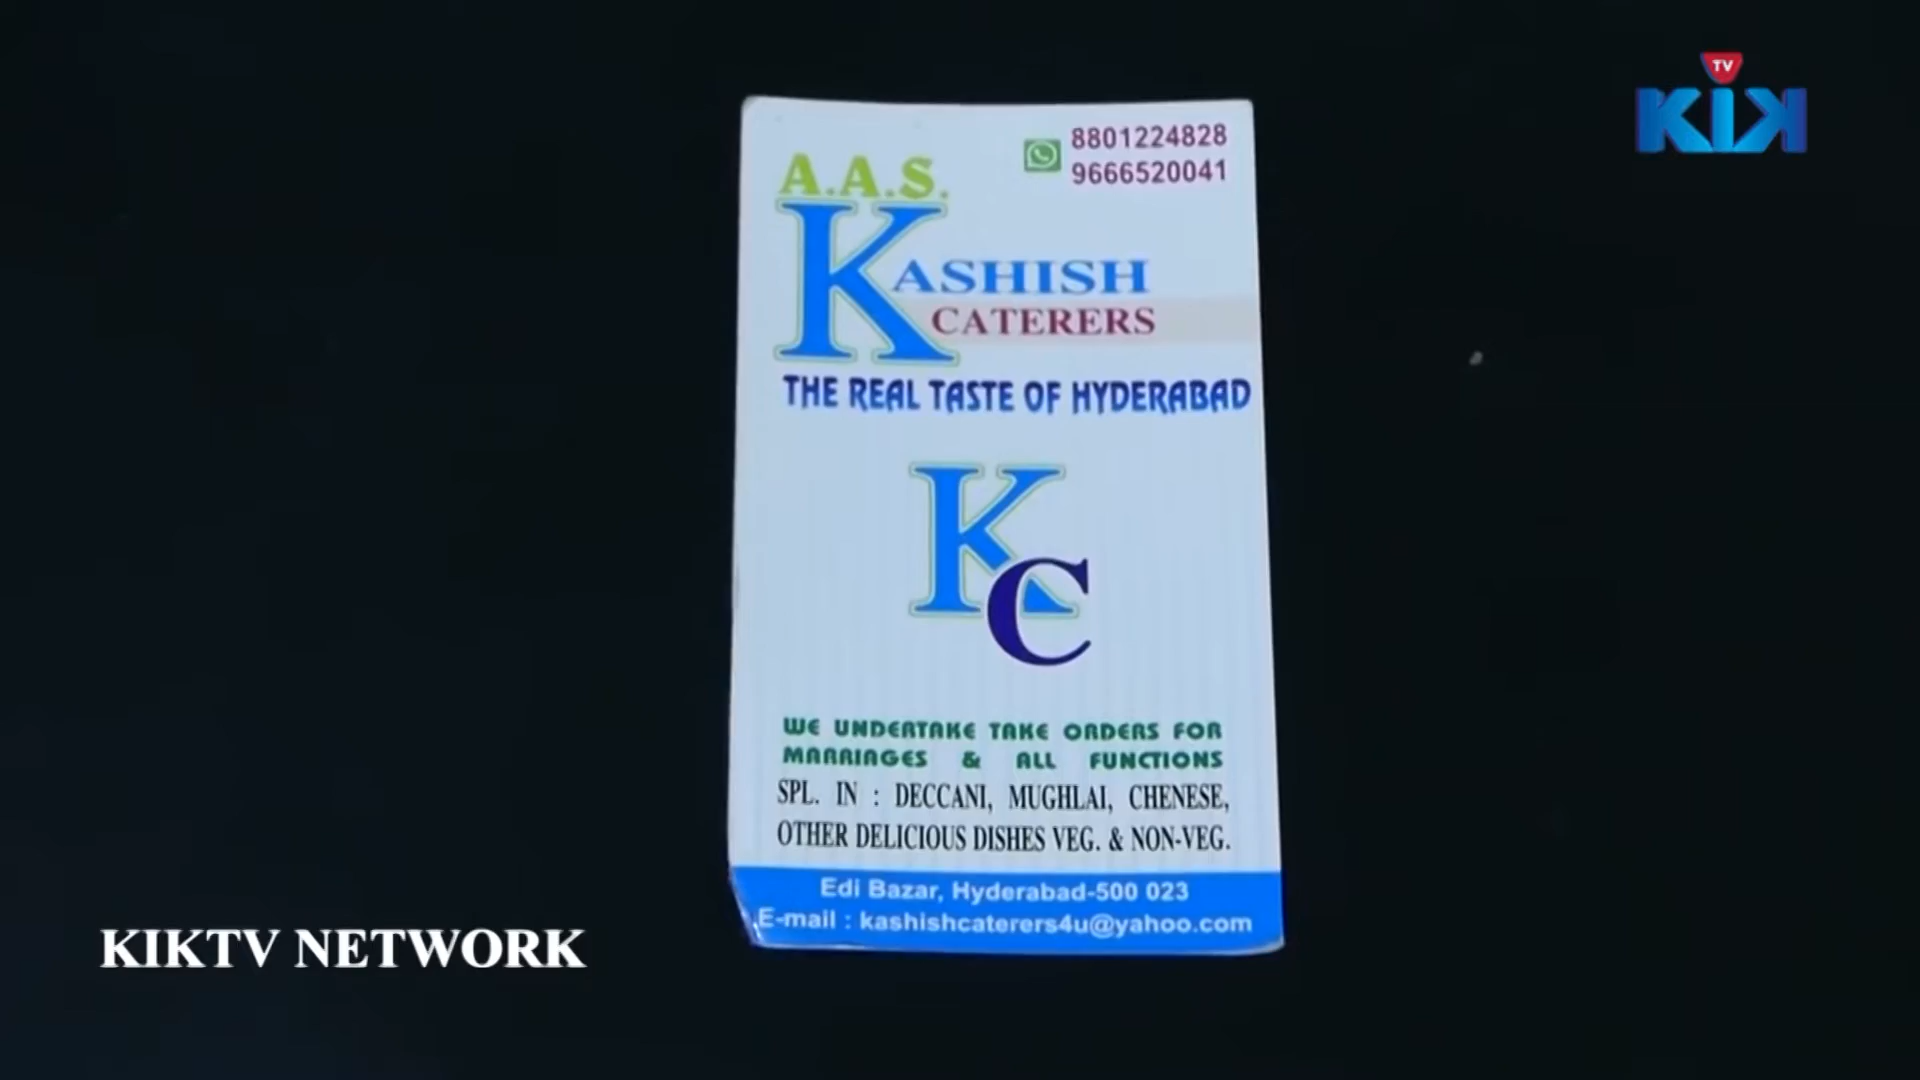 TV
KIK
8801224828
9666520041
A.A.S.
KASHISH
CATERERS
THE REAL TASTE OF HYDERABAD
KC
WE UNDERTAKE TAKE ORDERS FOR
MARRIAGES & ALL FUNCTIONS
SPL. IN : DECCANI, MUGHLAI, CHENESE,
OTHER DELICIOUS DISHES VEG. & NON-VEG.
Edi Bazar, Hyderabad-500 023
E-mail : kashishcaterers4u@yahoo.com
KIKTV NETWORK